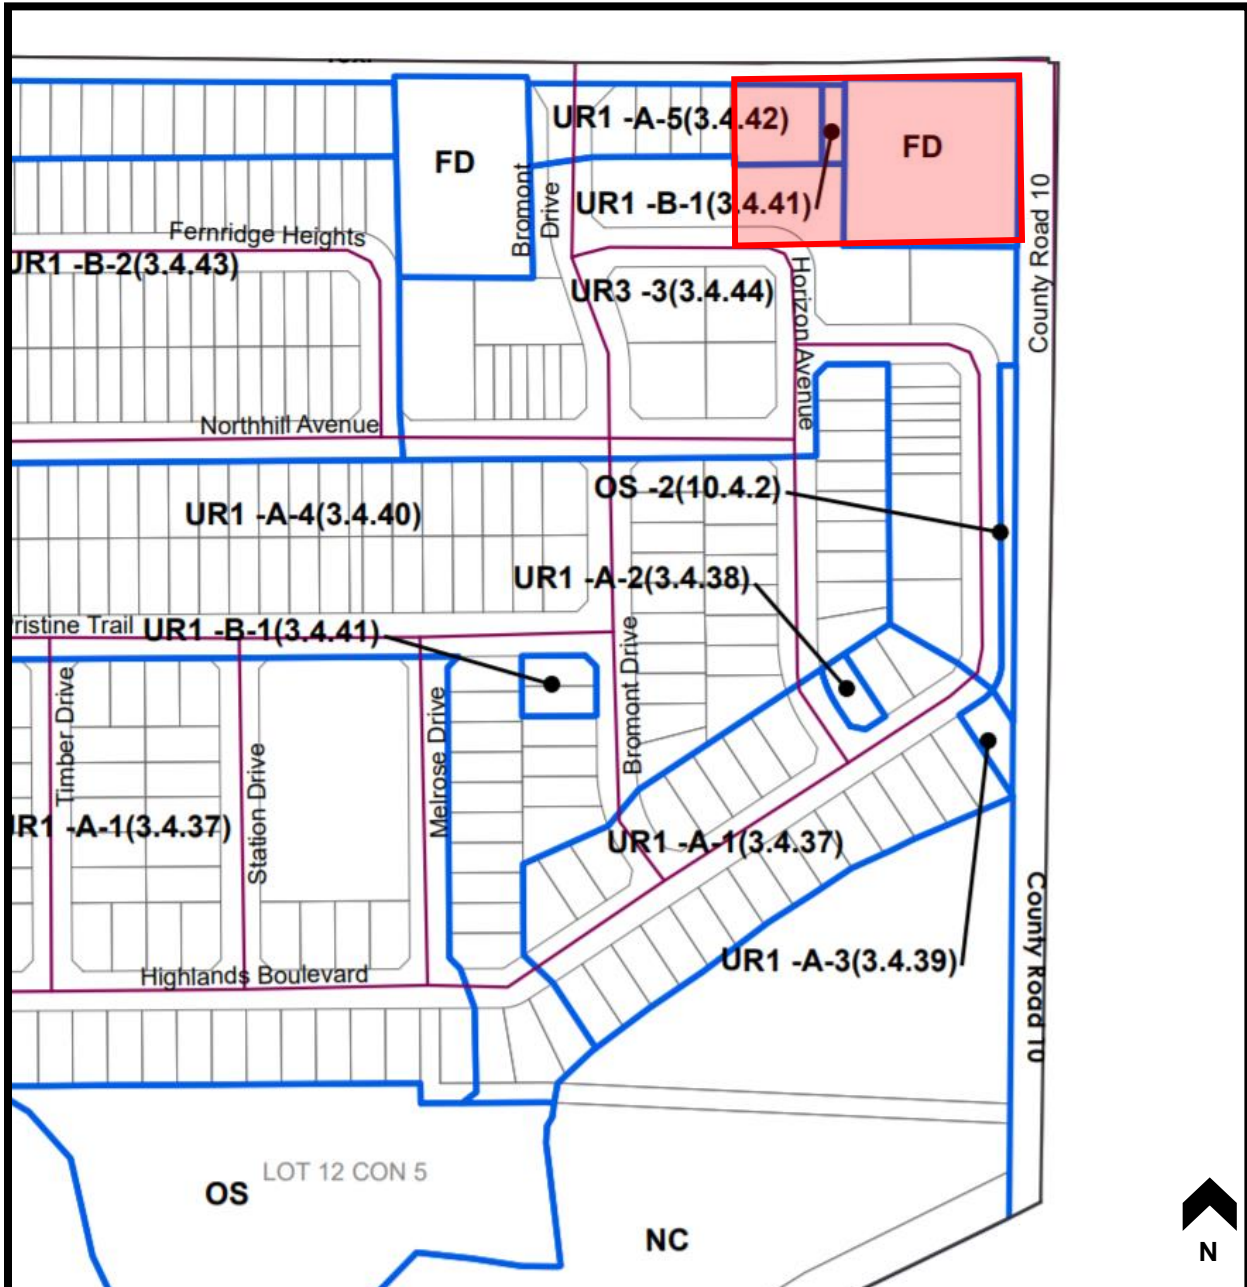 UR1 -A-5(3.4.42)
FD
FD
Bromont
Drive
UR1 -B-1(3.4.41)
County Road 10
Fernridge Heights
UR1 -B-2(3.4.43)
UR3 -3(3.4.44)
Horizon Avenue
Northhill Avenue
OS -2(10.4.2)
UR1 -A-4(3.4.40)
UR1 -A-2(3.4.38)
ristine Trail
UR1 -B-1(3.4.41)
Timber Drive
Station Drive
Melrose Drive
Bromont Drive
R1 -A-1(3.4.37)
UR1 -A-1(3.4.37)
County Road 10
UR1 -A-3(3.4.39)
Highlands Boulevard
LOT 12 CON 5
OS
NC
N